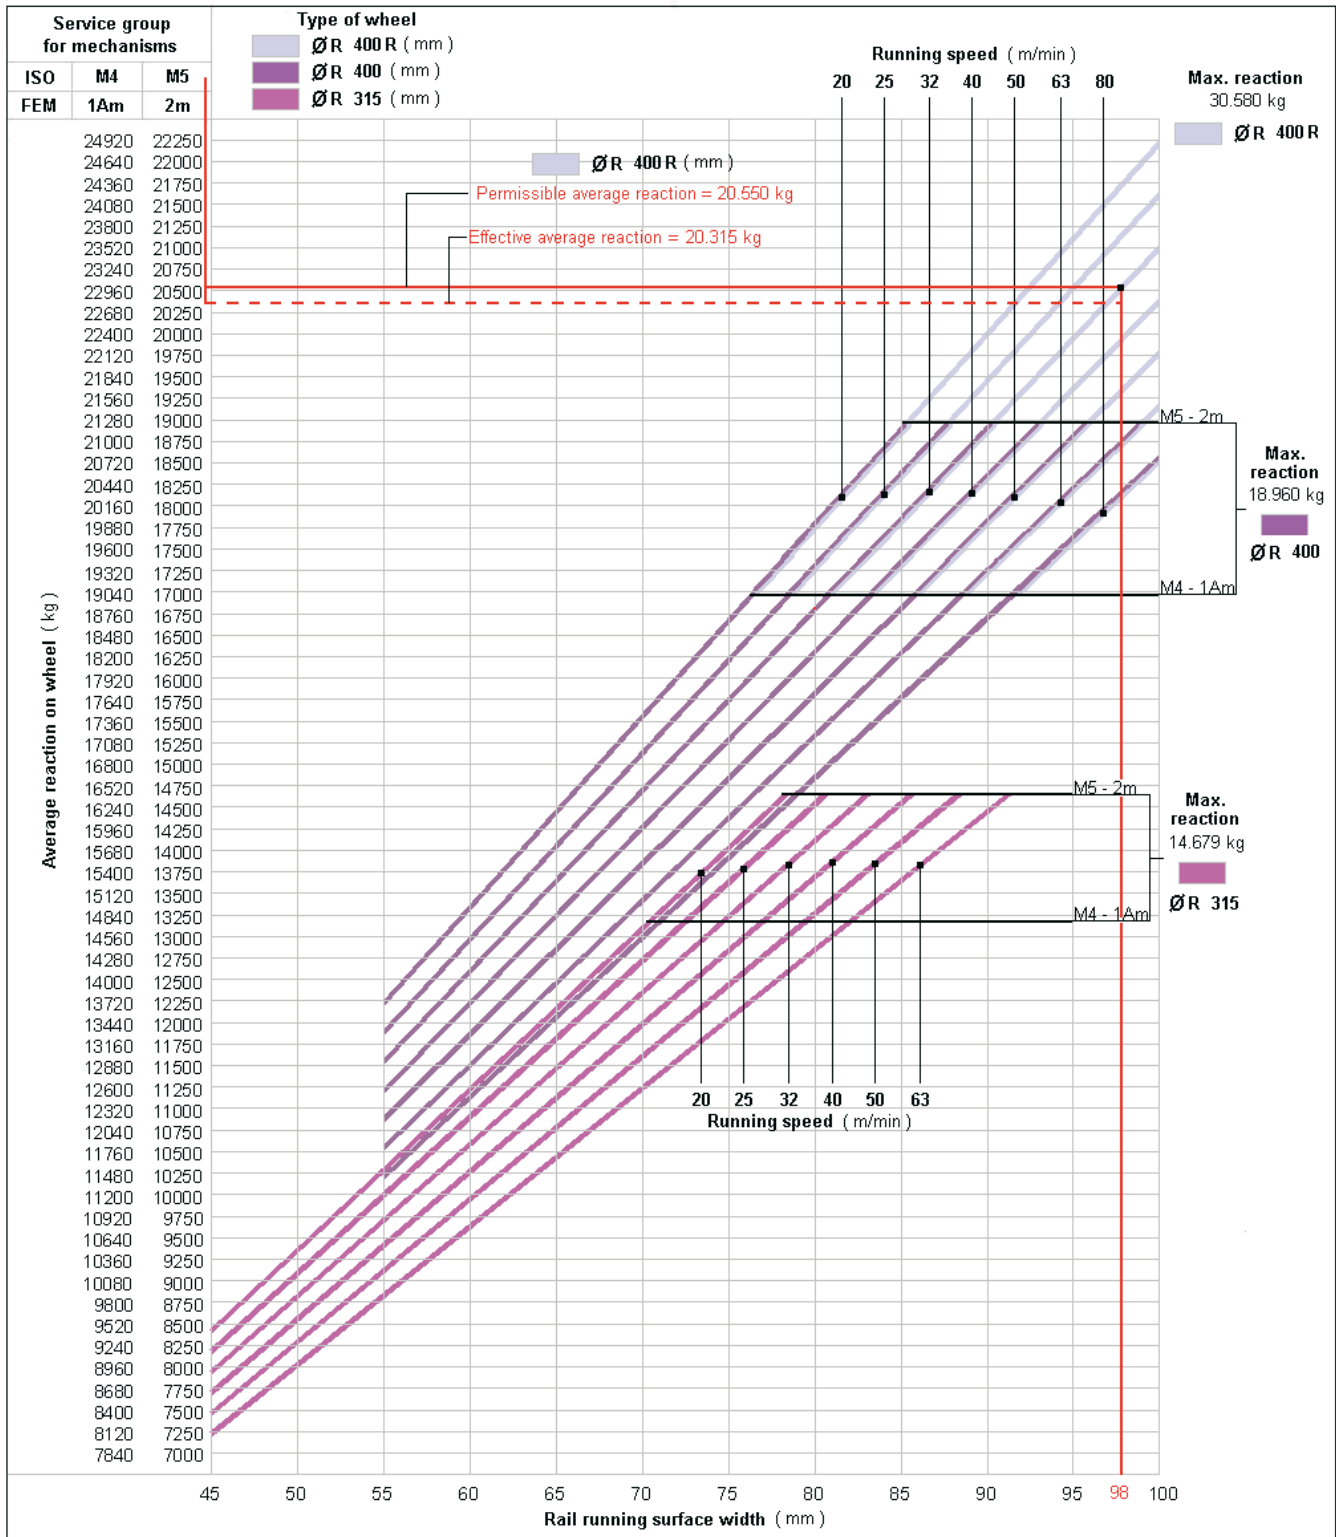 Service group
for mechanisms
ISO M4 M5
FEM 1Am 2m
Type of wheel
Ø R 400 R ( mm )
Ø R 400 ( mm )
Ø R 315 ( mm )
Running speed ( m/min )
20 25 32 40 50 63 80
Max. reaction
30.580 kg
Ø R 400 R
Ø R 400 R ( mm )
Permissible average reaction = 20.550 kg
Effective average reaction = 20.315 kg
Average reaction on wheel ( kg )
24920 22250
24640 22000
24360 21750
24080 21500
23800 21250
23520 21000
23240 20750
22960 20500
22680 20250
22400 20000
22120 19750
21840 19500
21560 19250
21280 19000
21000 18750
20720 18500
20440 18250
20160 18000
19880 17750
19600 17500
19320 17250
19040 17000
18760 16750
18480 16500
18200 16250
17920 16000
17640 15750
17360 15500
17080 15250
16800 15000
16520 14750
16240 14500
15960 14250
15680 14000
15400 13750
15120 13500
14840 13250
14560 13000
14280 12750
14000 12500
13720 12250
13440 12000
13160 11750
12880 11500
12600 11250
12320 11000
12040 10750
11760 10500
11480 10250
11200 10000
10920 9750
10640 9500
10360 9250
10080 9000
9800 8750
9520 8500
9240 8250
8960 8000
8680 7750
8400 7500
8120 7250
7840 7000
M5 - 2m
Max.
reaction
18.960 kg
Ø R 400
M4 - 1Am
M5 - 2m
Max.
reaction
14.679 kg
Ø R 315
M4 - 1Am
20 25 32 40 50 63
Running speed ( m/min )
45 50 55 60 65 70 75 80 85 90 95 98 100
Rail running surface width ( mm )